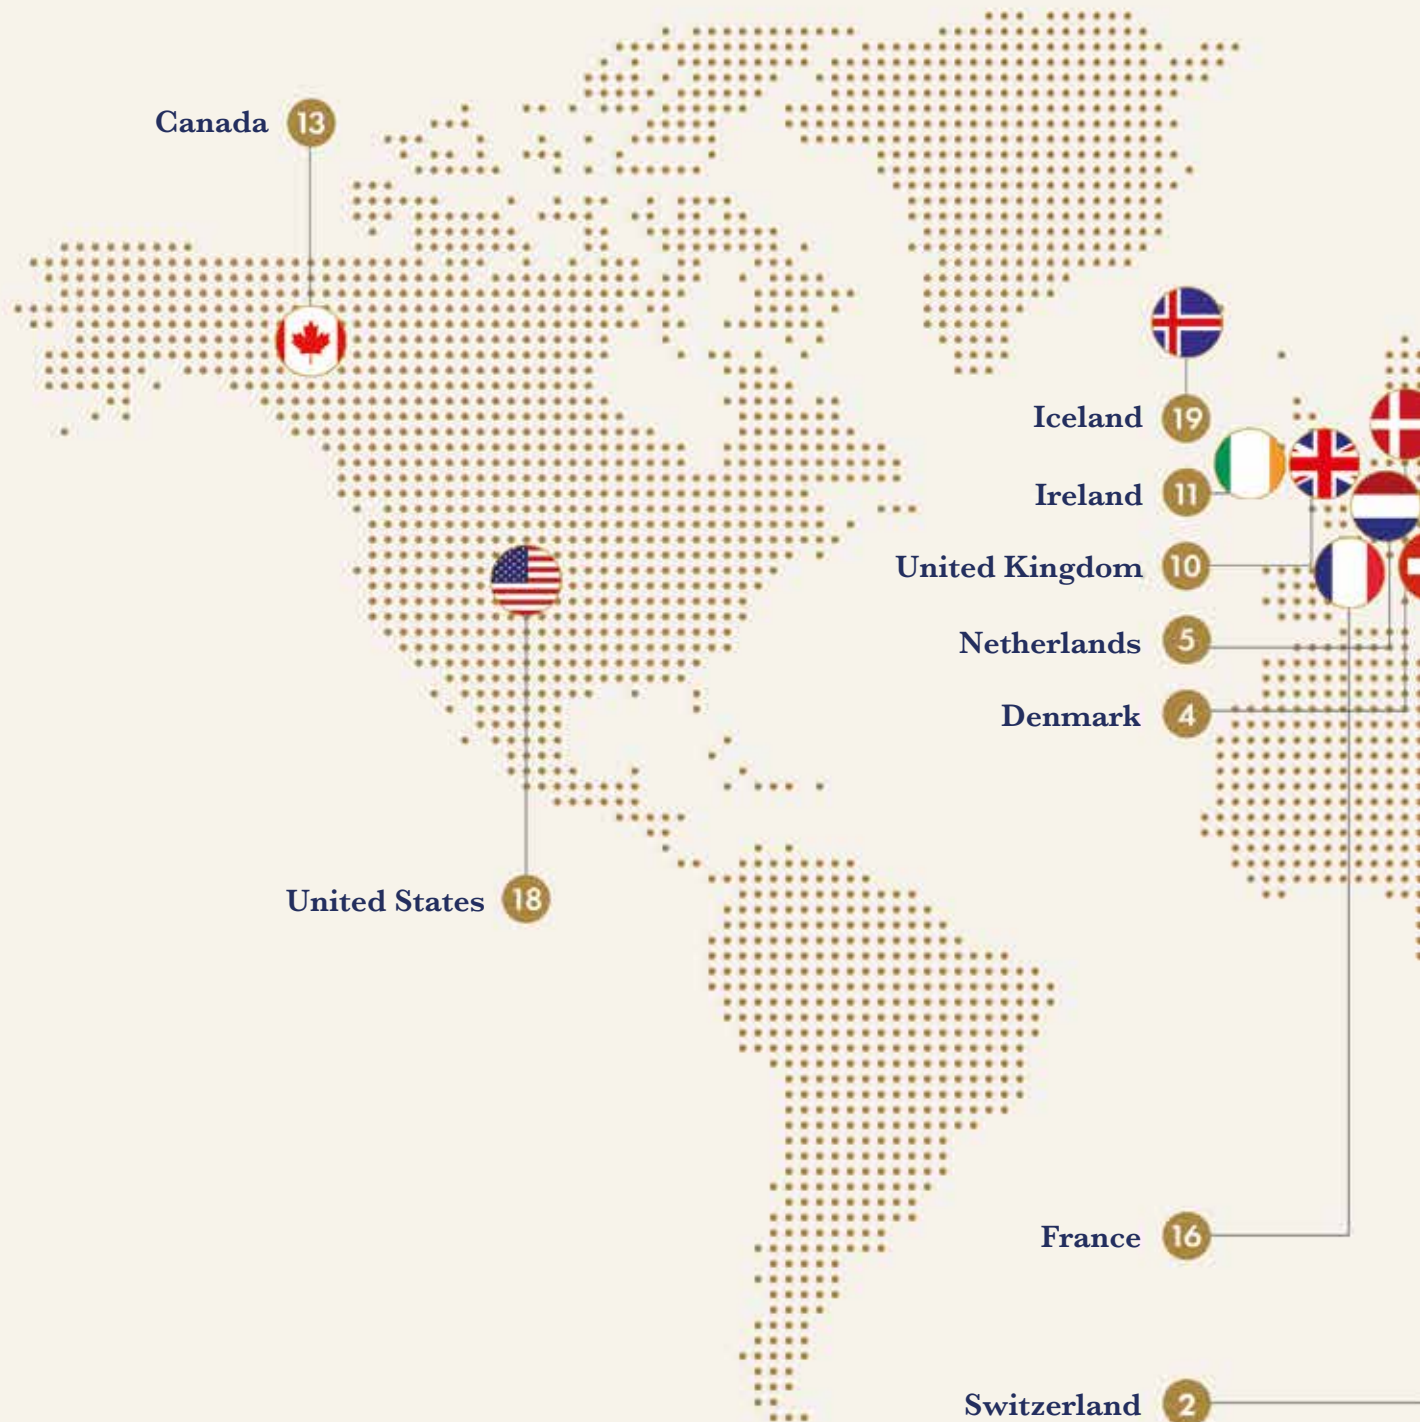 Canada 13
Iceland 19
Ireland 11
United Kingdom 10
Netherlands 5
Denmark 4
United States 18
France 16
Switzerland 2